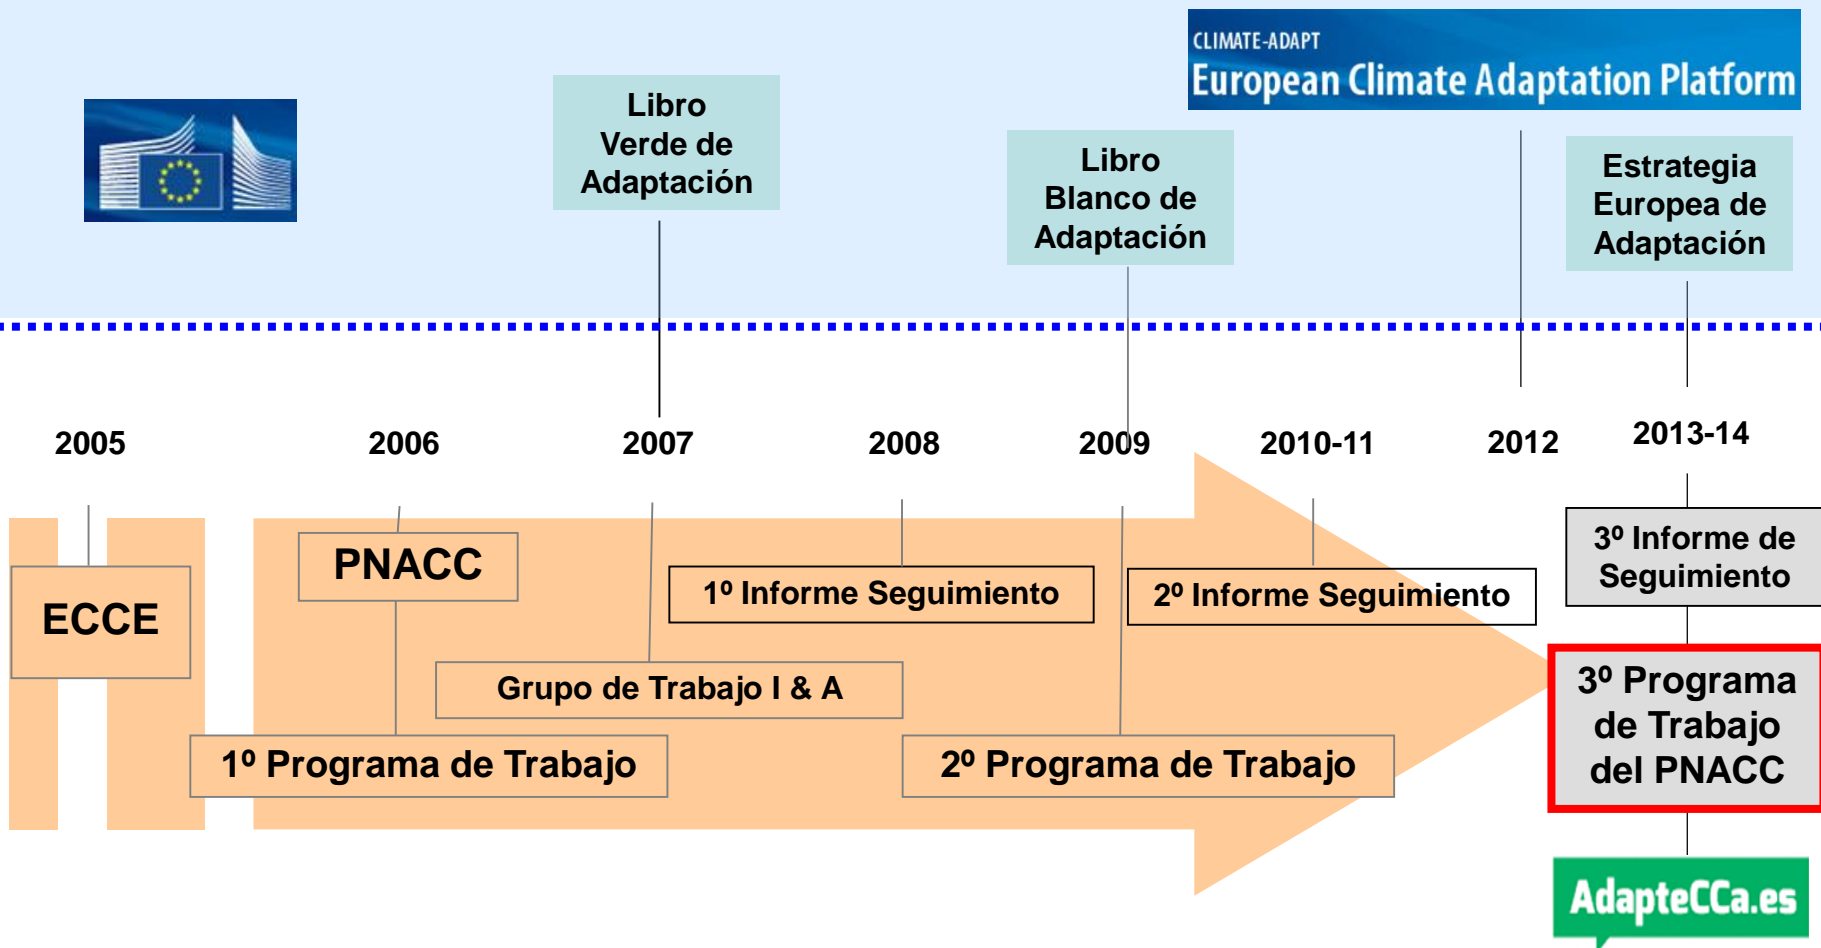 CLIMATE-ADAPT
European Climate Adaptation Platform
Libro
Verde de
Adaptación
Libro
Blanco de
Adaptación
Estrategia
Europea de
Adaptación
2005
2006
2007
2008
2009
2010-11
2012
2013-14
ECCE
PNACC
1º Informe Seguimiento
2º Informe Seguimiento
3º Informe de
Seguimiento
Grupo de Trabajo I & A
1º Programa de Trabajo
2º Programa de Trabajo
3º Programa
de Trabajo
del PNACC
AdapteCCa.es